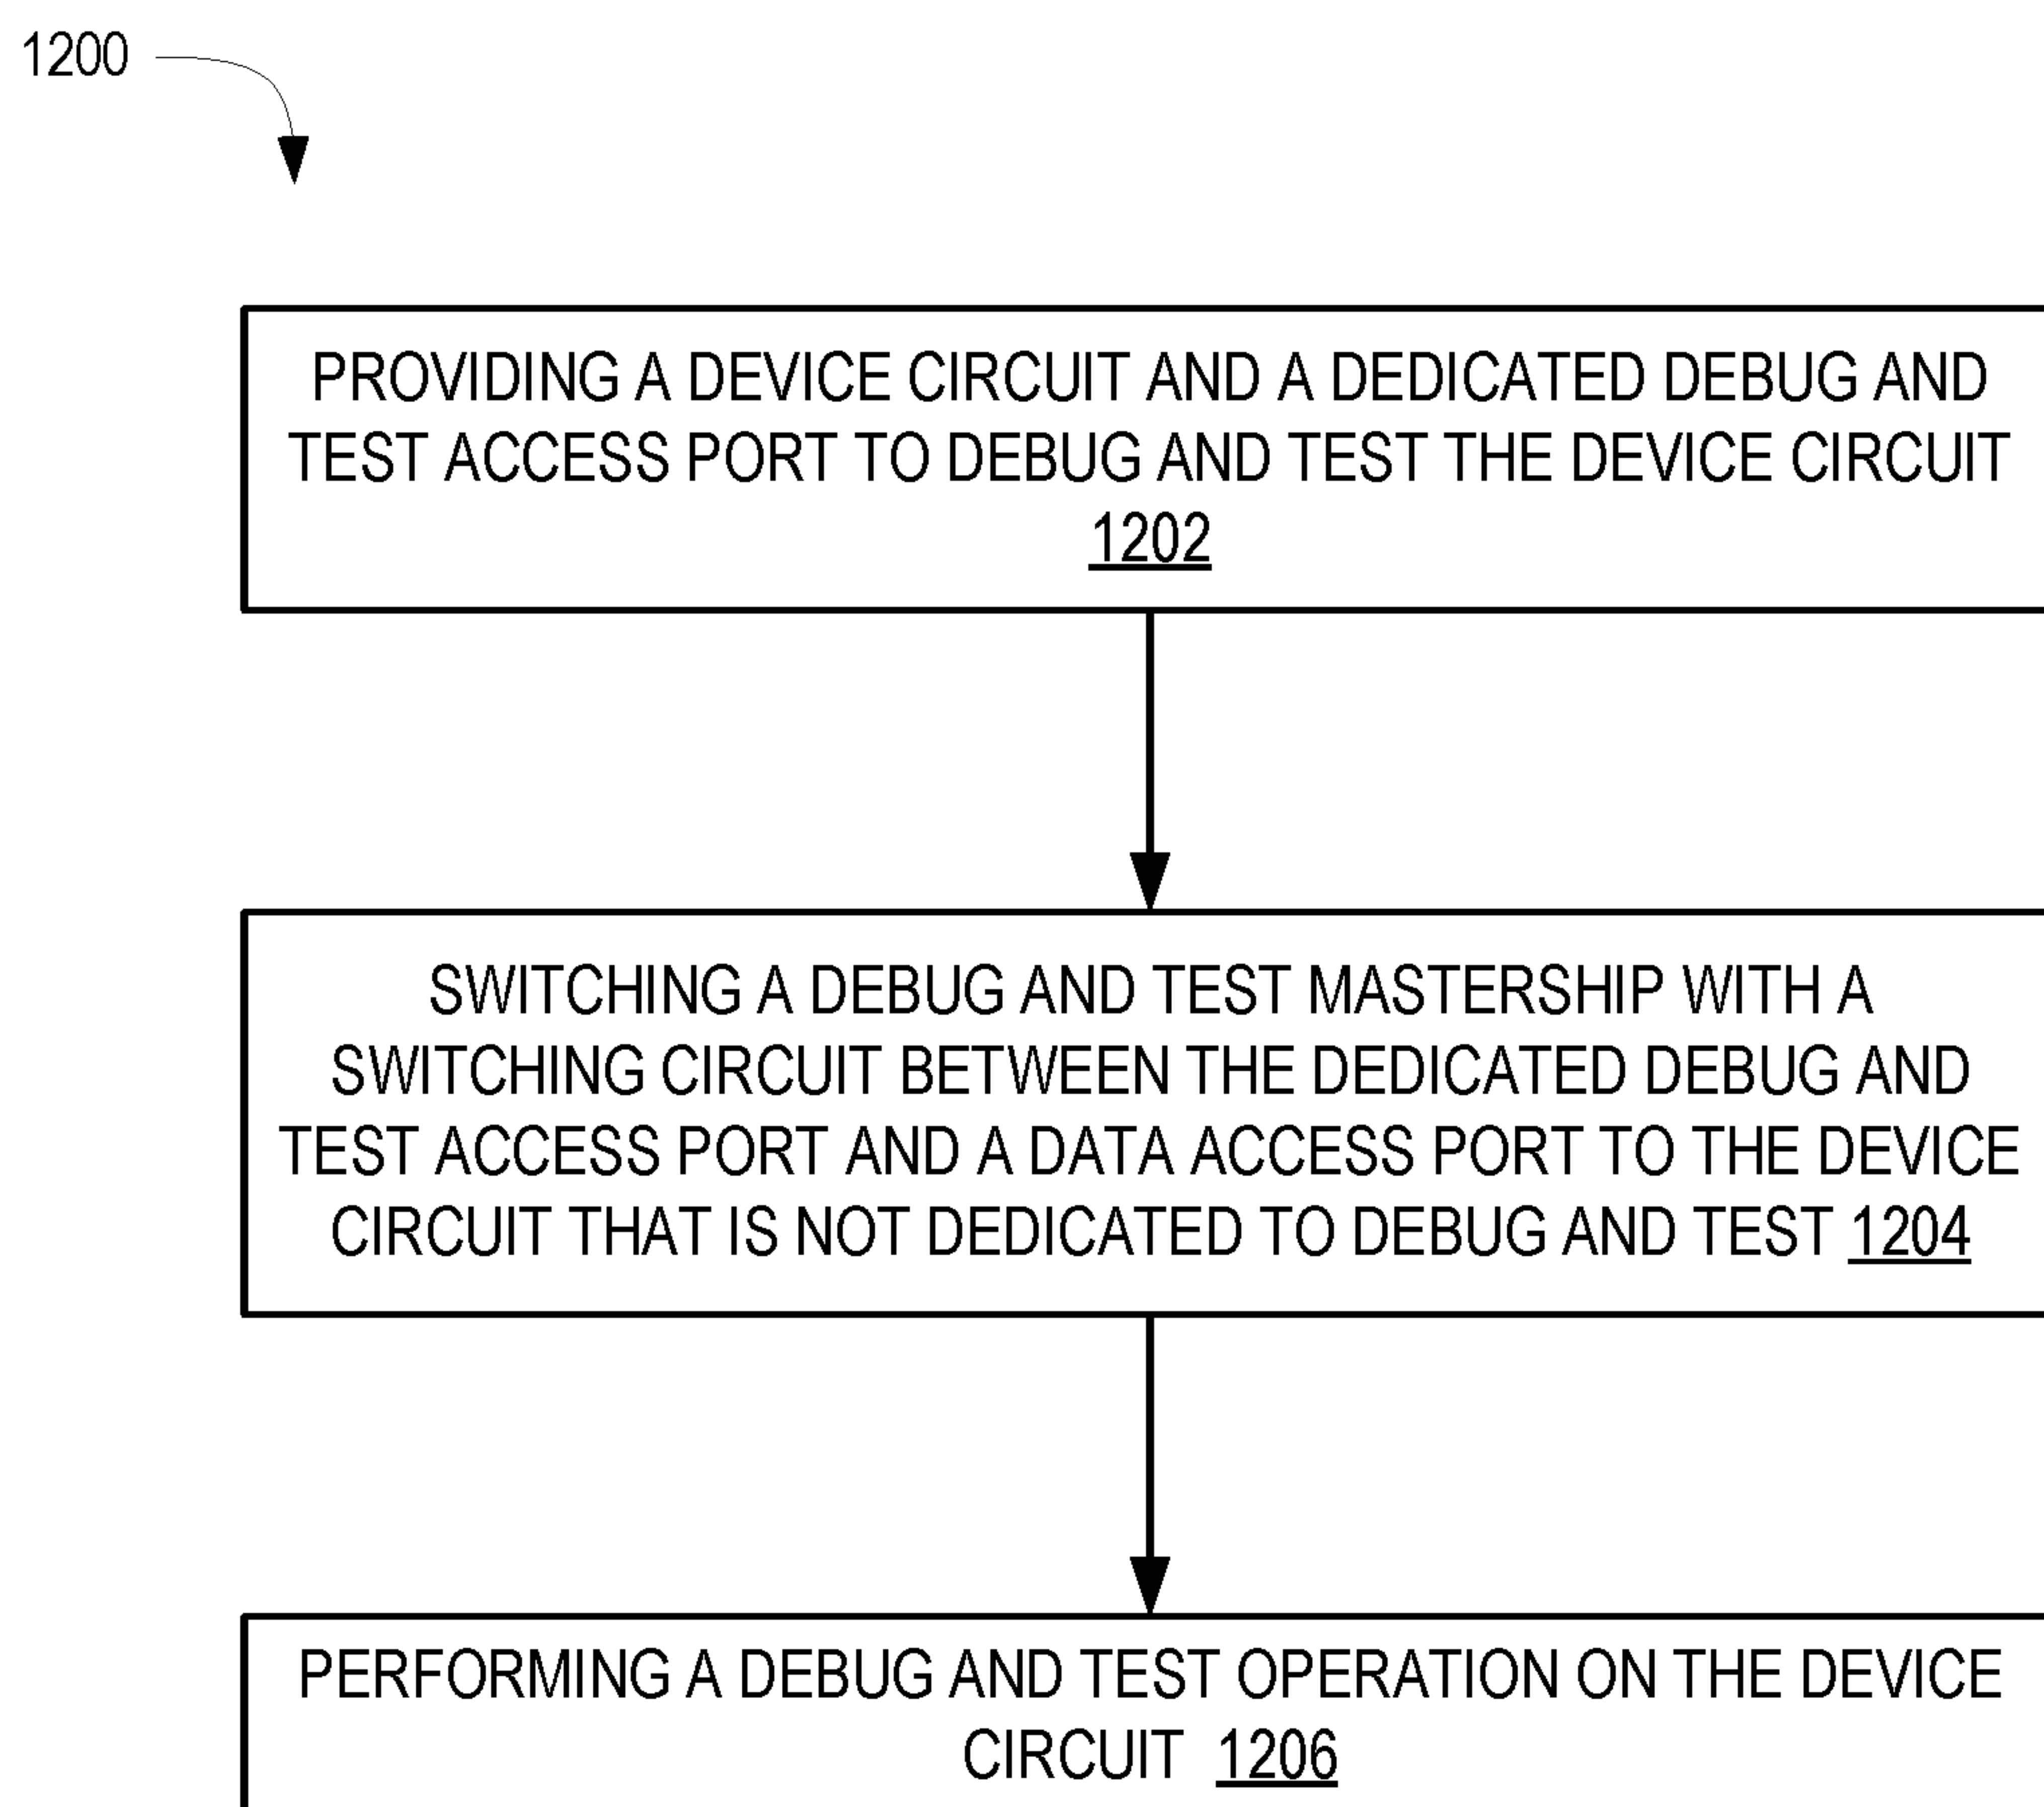 1200
PROVIDING A DEVICE CIRCUIT AND A DEDICATED DEBUG AND
TEST ACCESS PORT TO DEBUG AND TEST THE DEVICE CIRCUIT
1202
SWITCHING A DEBUG AND TEST MASTERSHIP WITH A
SWITCHING CIRCUIT BETWEEN THE DEDICATED DEBUG AND
TEST ACCESS PORT AND A DATA ACCESS PORT TO THE DEVICE
CIRCUIT THAT IS NOT DEDICATED TO DEBUG AND TEST 1204
PERFORMING A DEBUG AND TEST OPERATION ON THE DEVICE
CIRCUIT 1206